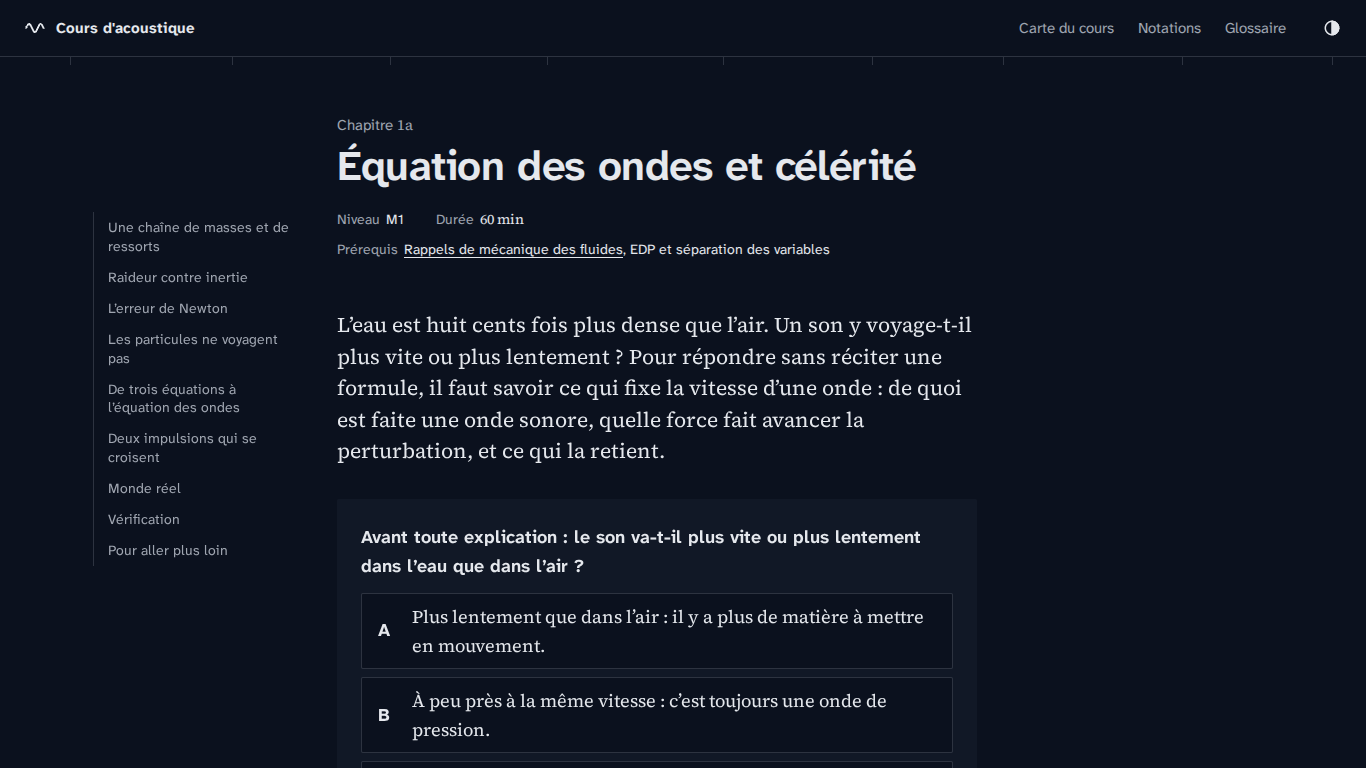 Cours d'acoustique
Carte du cours
Notations
Glossaire
Chapitre 1a
Équation des ondes et célérité
Niveau M1 Durée 60 min
Prérequis Rappels de mécanique des fluides, EDP et séparation des variables
Une chaîne de masses et de
ressorts
Raideur contre inertie
L’erreur de Newton
Les particules ne voyagent
pas
De trois équations à
l’équation des ondes
Deux impulsions qui se
croisent
Monde réel
Vérification
Pour aller plus loin
L’eau est huit cents fois plus dense que l’air. Un son y voyage-t-il
plus vite ou plus lentement ? Pour répondre sans réciter une
formule, il faut savoir ce qui fixe la vitesse d’une onde : de quoi
est faite une onde sonore, quelle force fait avancer la
perturbation, et ce qui la retient.
Avant toute explication : le son va-t-il plus vite ou plus lentement
dans l’eau que dans l’air ?
A Plus lentement que dans l’air : il y a plus de matière à mettre
en mouvement.
B À peu près à la même vitesse : c’est toujours une onde de
pression.